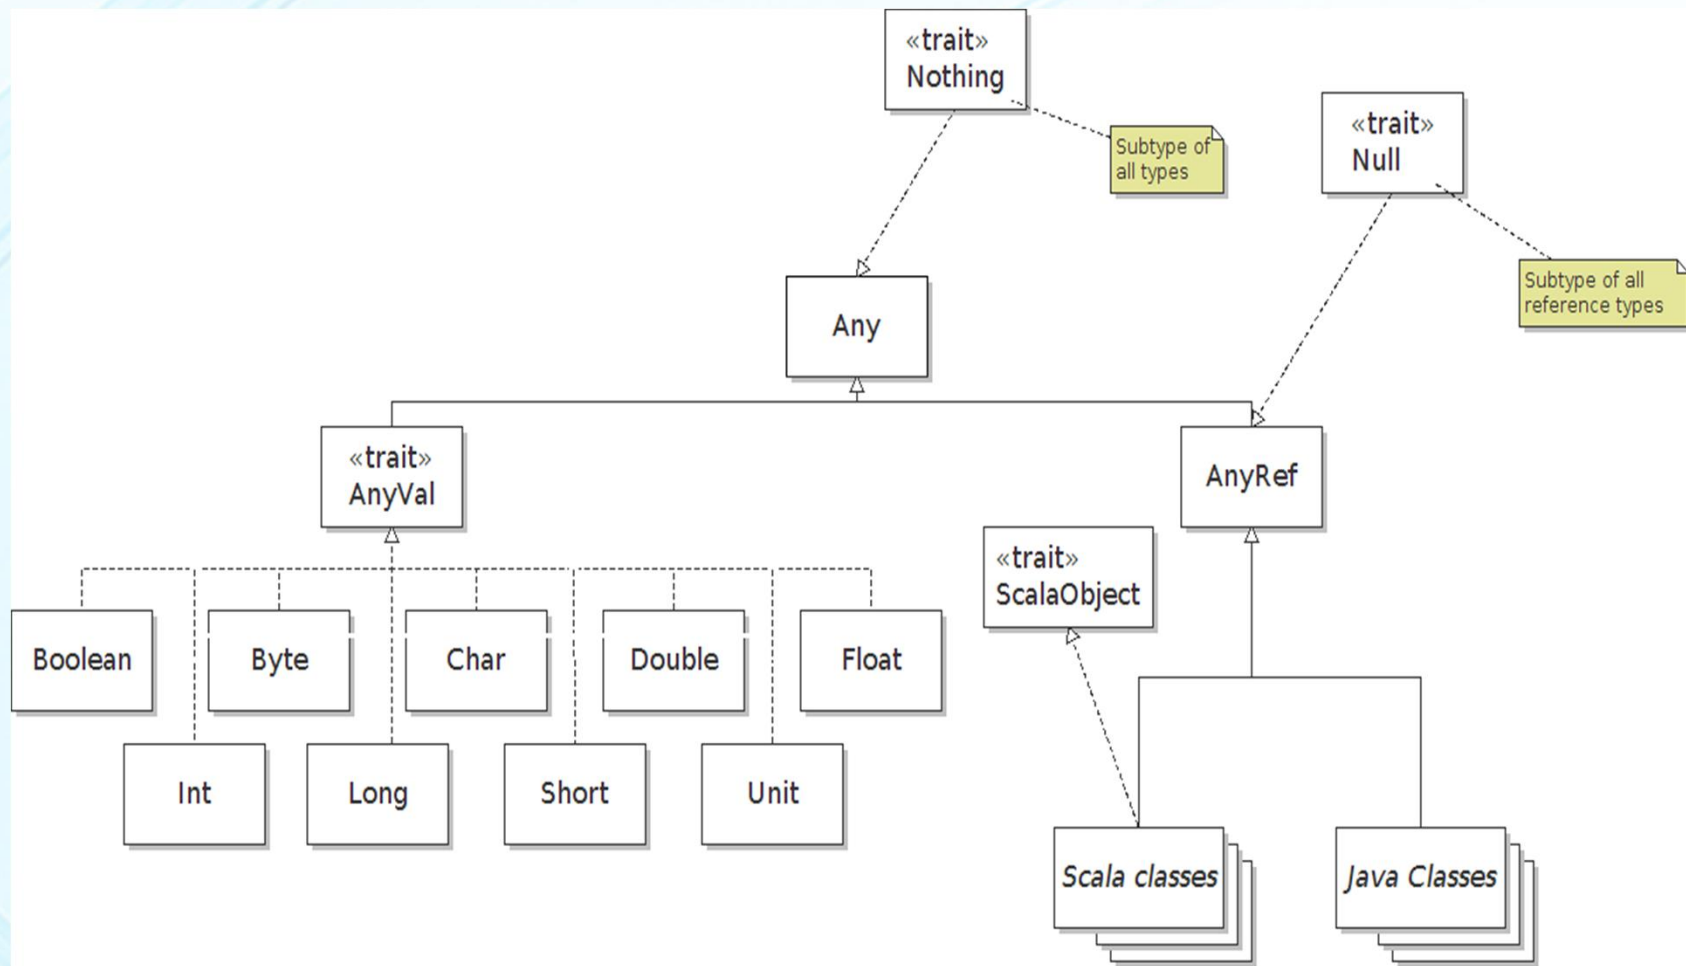 «trait»
Nothing
Subtype of
all types
«trait»
Null
Subtype of all
reference types
Any
«trait»
AnyVal
AnyRef
«trait»
ScalaObject
Boolean
Byte
Char
Double
Float
Int
Long
Short
Unit
Scala classes
Java Classes